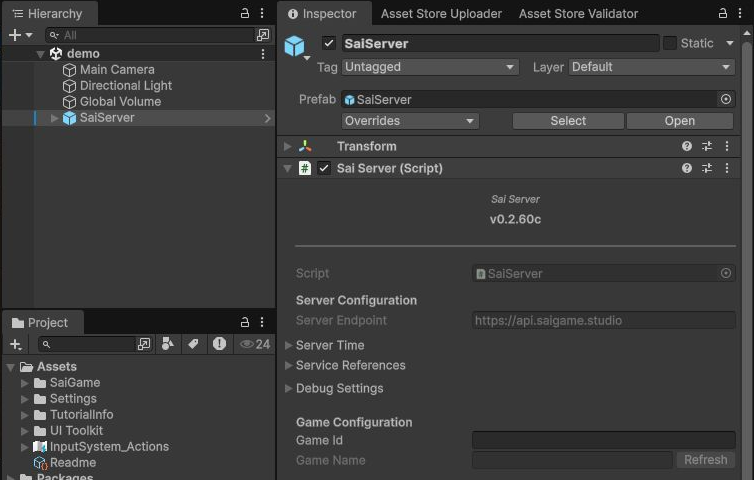 Hierarchy
All
demo
Main Camera
Directional Light
Global Volume
SaiServer
Project
24
Assets
SaiGame
Settings
TutorialInfo
UI Toolkit
InputSystem_Actions
Readme
Packages
Inspector Asset Store Uploader Asset Store Validator
SaiServer Static
Tag Untagged Layer Default
Prefab SaiServer
Overrides Select Open
Transform
# Sai Server (Script)
Sai Server
v0.2.60c
Script # SaiServer
Server Configuration
Server Endpoint https://api.saigame.studio
Server Time
Service References
Debug Settings
Game Configuration
Game Id
Game Name Refresh